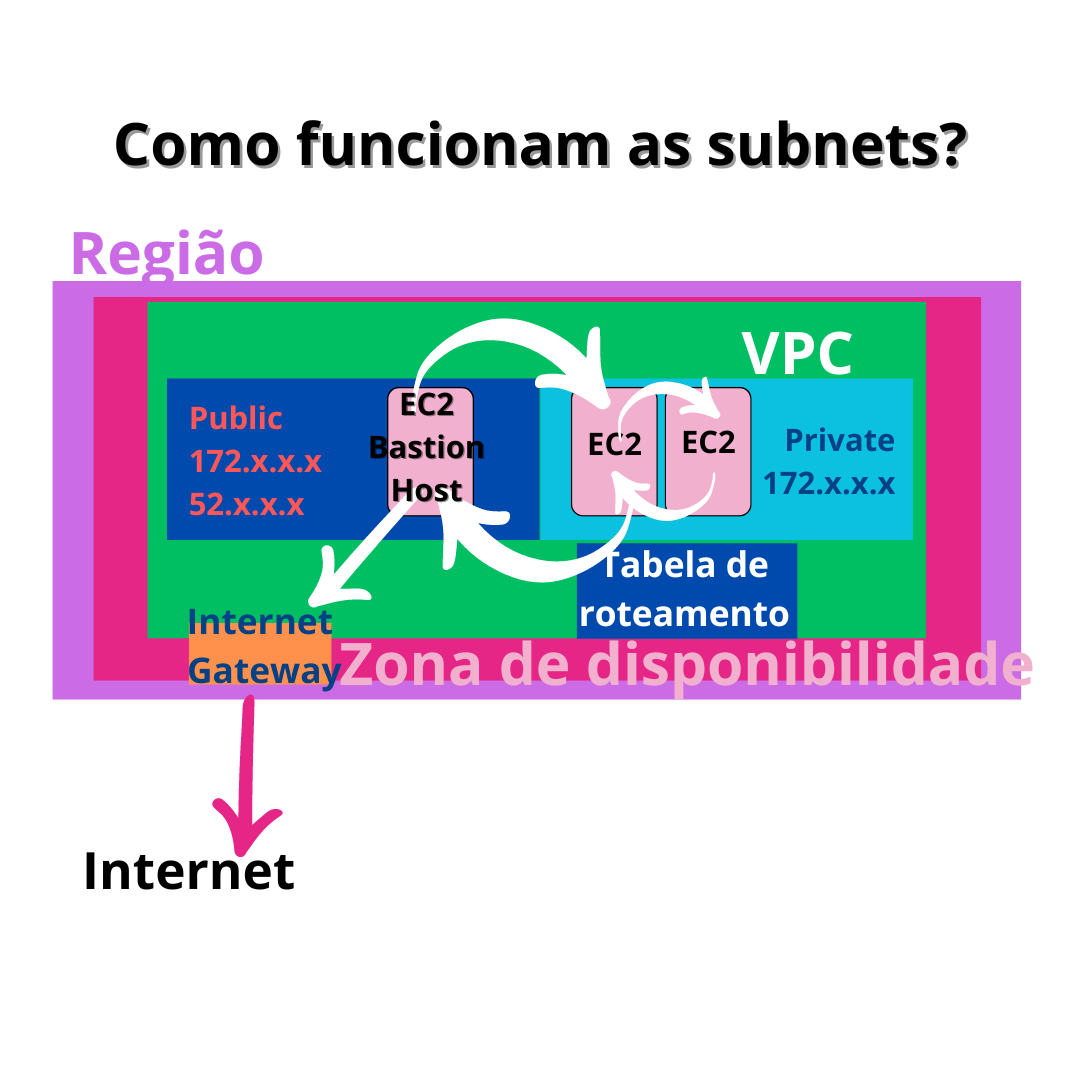 Como funcionam as subnets?
Região
VPC
Public
172.x.x.x
52.x.x.x
EC2
Bastion
Host
EC2
EC2
Private
172.x.x.x
Tabela de
roteamento
Internet
Gateway
Zona de disponibilidade
Internet